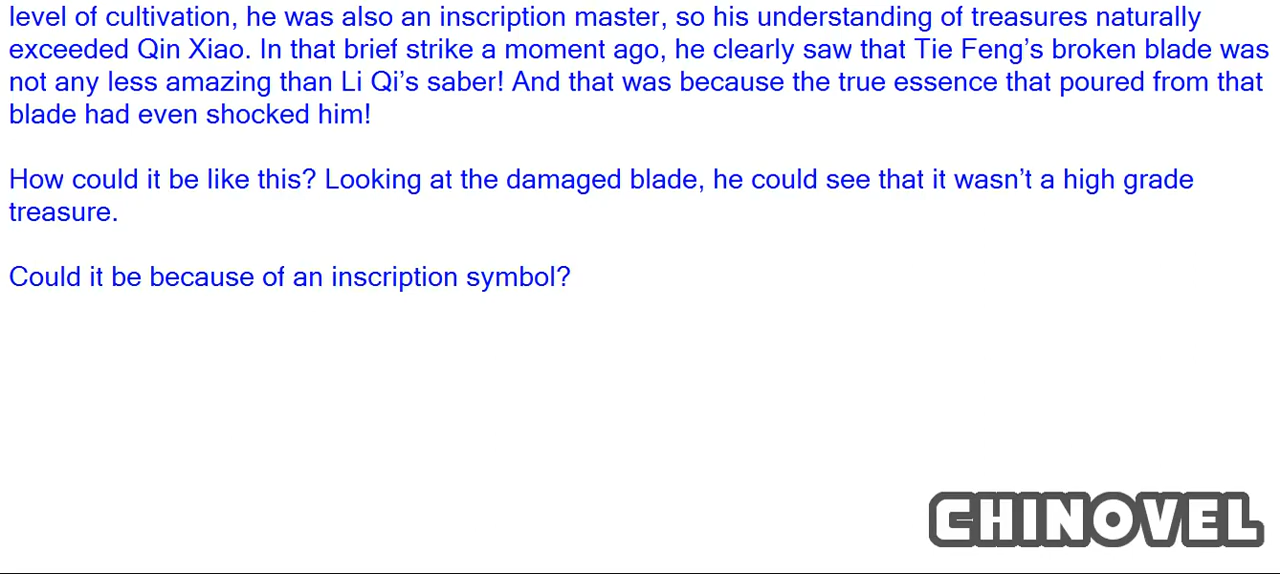 level of cultivation, he was also an inscription master, so his understanding of treasures naturally
exceeded Qin Xiao. In that brief strike a moment ago, he clearly saw that Tie Feng’s broken blade was
not any less amazing than Li Qi’s saber! And that was because the true essence that poured from that
blade had even shocked him!
How could it be like this? Looking at the damaged blade, he could see that it wasn’t a high grade
treasure.
Could it be because of an inscription symbol?
CHINOVEL